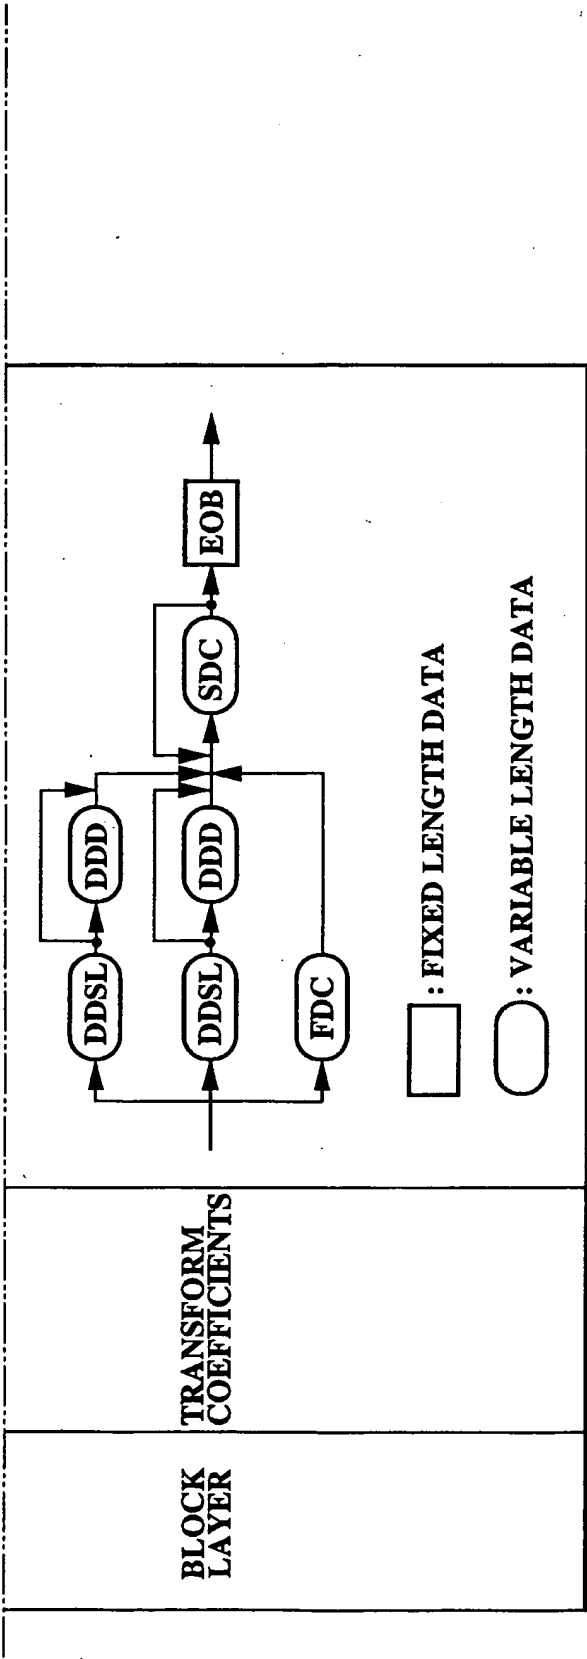 BLOCK
LAYER
TRANSFORM
COEFFICIENTS
DDSL
DDD
DDSL
DDD
SDC
EOB
FDC
: FIXED LENGTH DATA
: VARIABLE LENGTH DATA